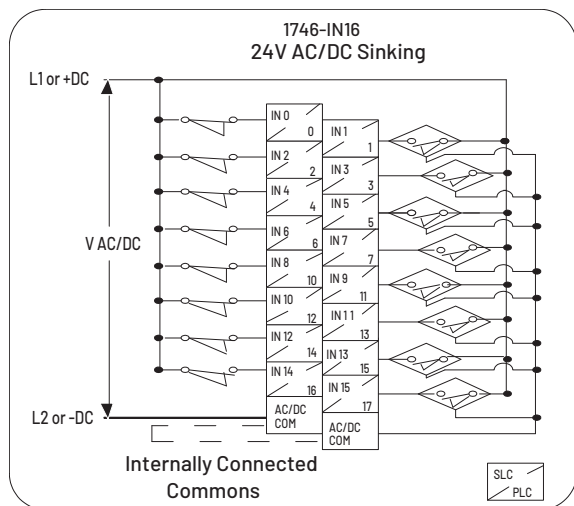 1746-IN16
24V AC/DC Sinking
L1 or +DC
IN 0
0
IN 1
1
IN 2
2
IN 3
3
IN 4
4
IN 5
5
IN 6
6
IN 7
7
V AC/DC
IN 8
10
IN 9
11
IN 10
12
IN 11
13
IN 12
14
IN 13
15
IN 14
16
IN 15
17
L2 or -DC
AC/DC
COM
AC/DC
COM
Internally Connected
Commons
SLC
PLC